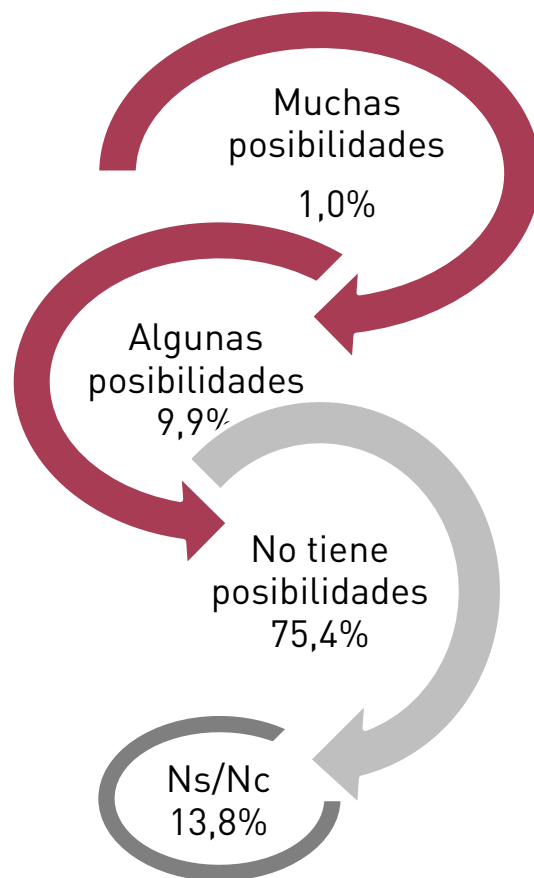 Muchas
posibilidades
1,0%
Algunas
posibilidades
9,9%
No tiene
posibilidades
75,4%
Ns/Nc
13,8%